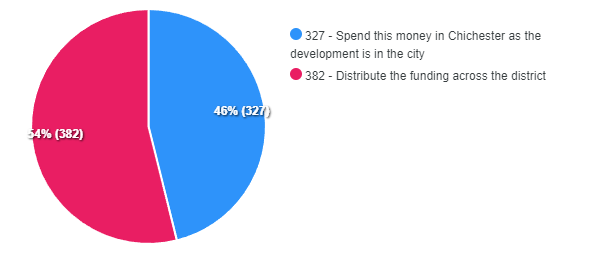 327 - Spend this money in Chichester as the
development is in the city
382 - Distribute the funding across the district
46% (327)
54% (382)